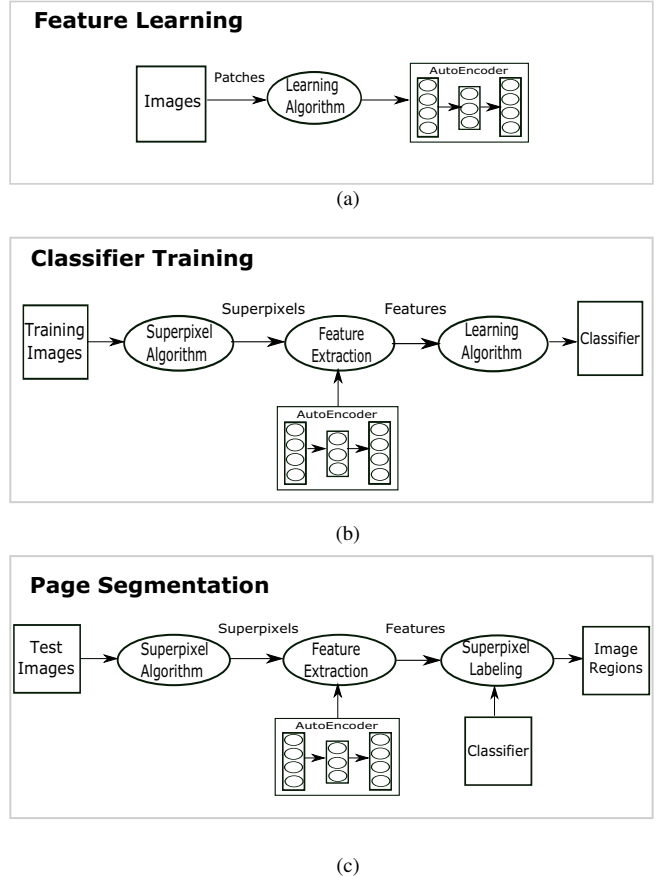 Feature Learning
Images
Patches
Learning
Algorithm
AutoEncoder
(a)
Classifier Training
Training
Images
Superpixel
Algorithm
Superpixels
Feature
Extraction
Features
Learning
Algorithm
Classifier
AutoEncoder
(b)
Page Segmentation
Test
Images
Superpixel
Algorithm
Superpixels
Feature
Extraction
Features
Superpixel
Labeling
Image
Regions
AutoEncoder
Classifier
(c)